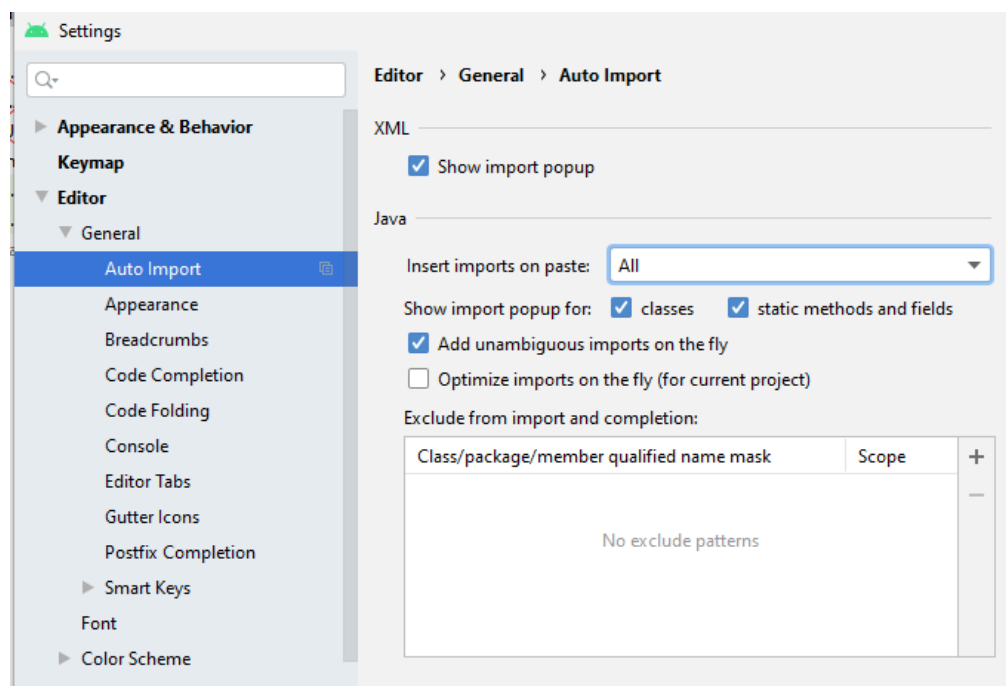 Settings
Editor > General > Auto Import
Appearance & Behavior
Keymap
Editor
General
Auto Import
Appearance
Breadcrumbs
Code Completion
Code Folding
Console
Editor Tabs
Gutter Icons
Postfix Completion
Smart Keys
Font
Color Scheme
XML
Show import popup
Java
Insert imports on paste: All
Show import popup for: classes static methods and fields
Add unambiguous imports on the fly
Optimize imports on the fly (for current project)
Exclude from import and completion:
Class/package/member qualified name mask Scope
No exclude patterns